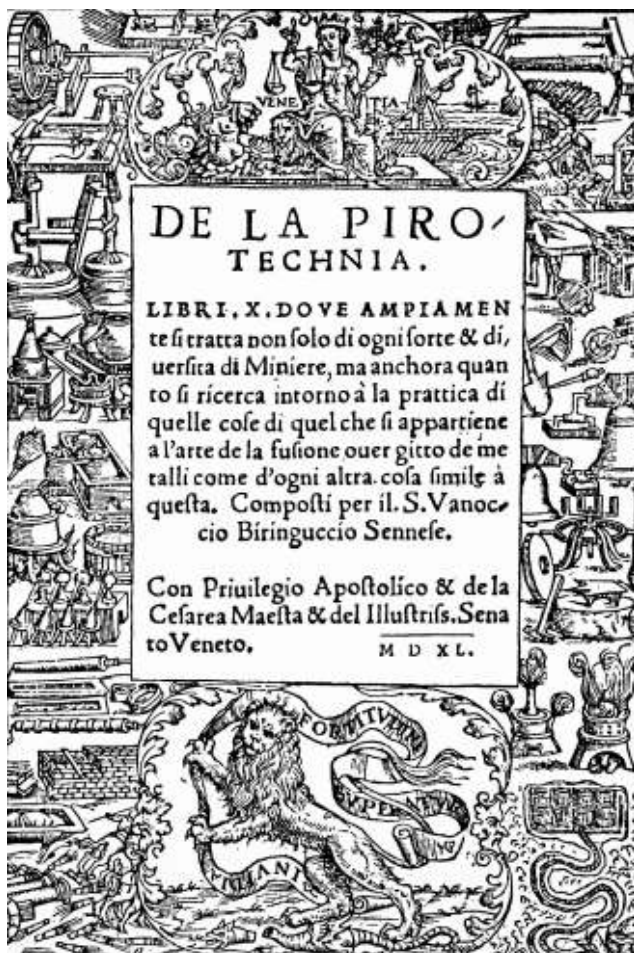 VENE TIA
DE LA PIRO⸗
TECHNIA.
LIBRI. X. DOVE AMPIAMEN
te ſi tratta non ſolo di ogni ſorte & di⸗
uerſita di Miniere, ma anchora quan
to ſi ricerca intorno à la prattica di
quelle coſe di quel che ſi appartiene
a l'arte de la fuſione ouer gitto de me
talli come d'ogni altra coſa ſimile à
queſta. Compoſti per il. S. Vanoc⸗
cio Biringuccio Senneſe.
Con Priuilegio Apoſtolico & de la
Ceſarea Maeſta & del Illuſtriſs. Sena
to Veneto.
M D XL.
SUPER